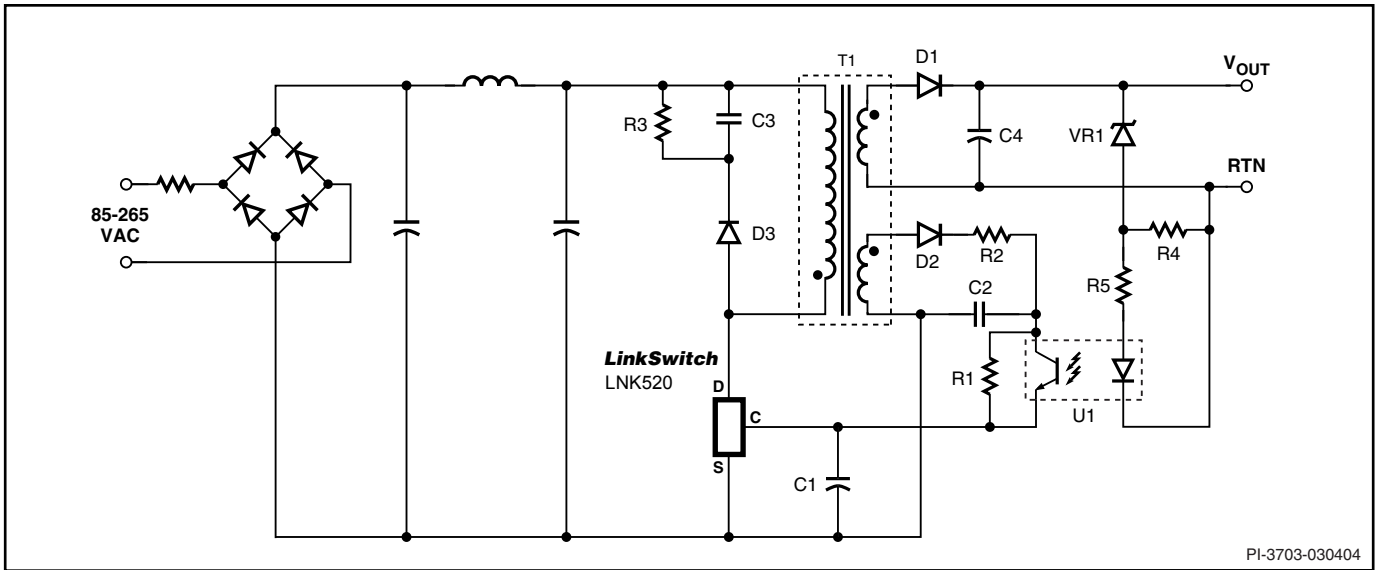 T1
D1
V_OUT
R3
C3
C4
VR1
RTN
85-265
VAC
D3
D2
R2
R4
C2
R5
LinkSwitch
LNK520
D
C
S
R1
U1
C1
PI-3703-030404